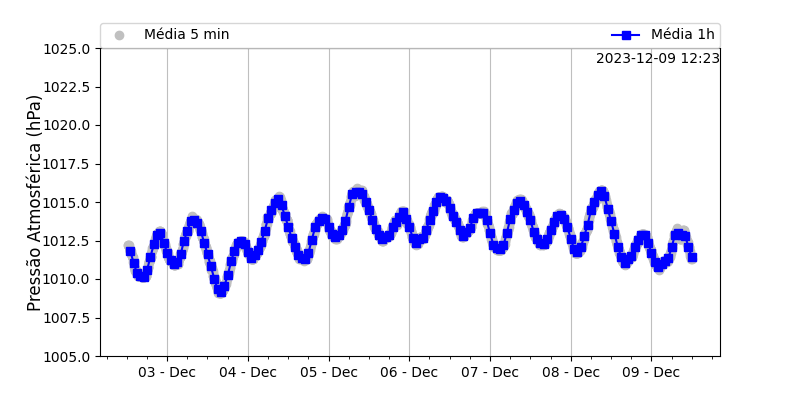 Média 5 min
Média 1h
2023-12-09 12:23
Pressão Atmosférica (hPa)
1025.0
1022.5
1020.0
1017.5
1015.0
1012.5
1010.0
1007.5
1005.0
03 - Dec
04 - Dec
05 - Dec
06 - Dec
07 - Dec
08 - Dec
09 - Dec